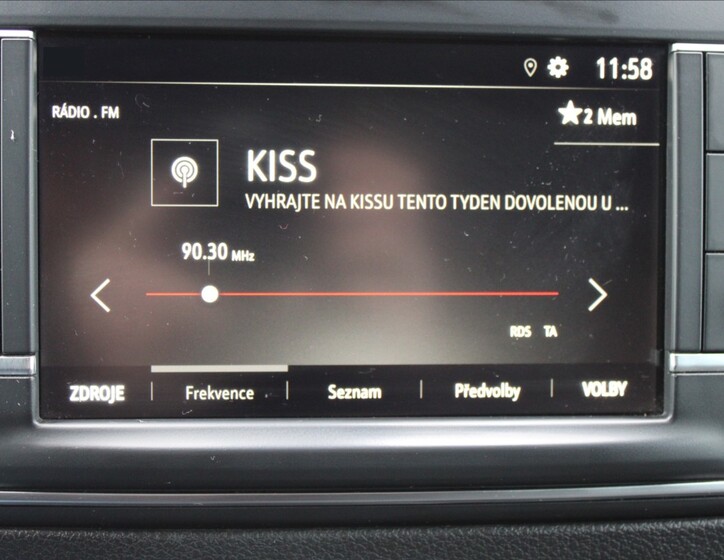 11:58
RÁDIO . FM
2 Mem
KISS
VYHRAJTE NA KISSU TENTO TYDEN DOVOLENOU U ...
90.30 MHz
RDS TA
ZDROJE Frekvence Seznam Předvolby VOLBY